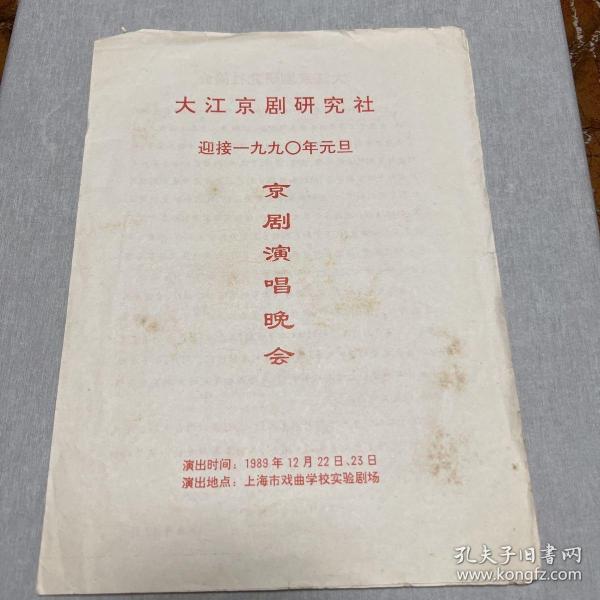 大江京剧研究社
迎接一九九〇年元旦
京剧演唱晚会
演出时间：1989年12月22日、23日
演出地点：上海市戏曲学校实验剧场
孔夫子旧书网
www.kongfz.com